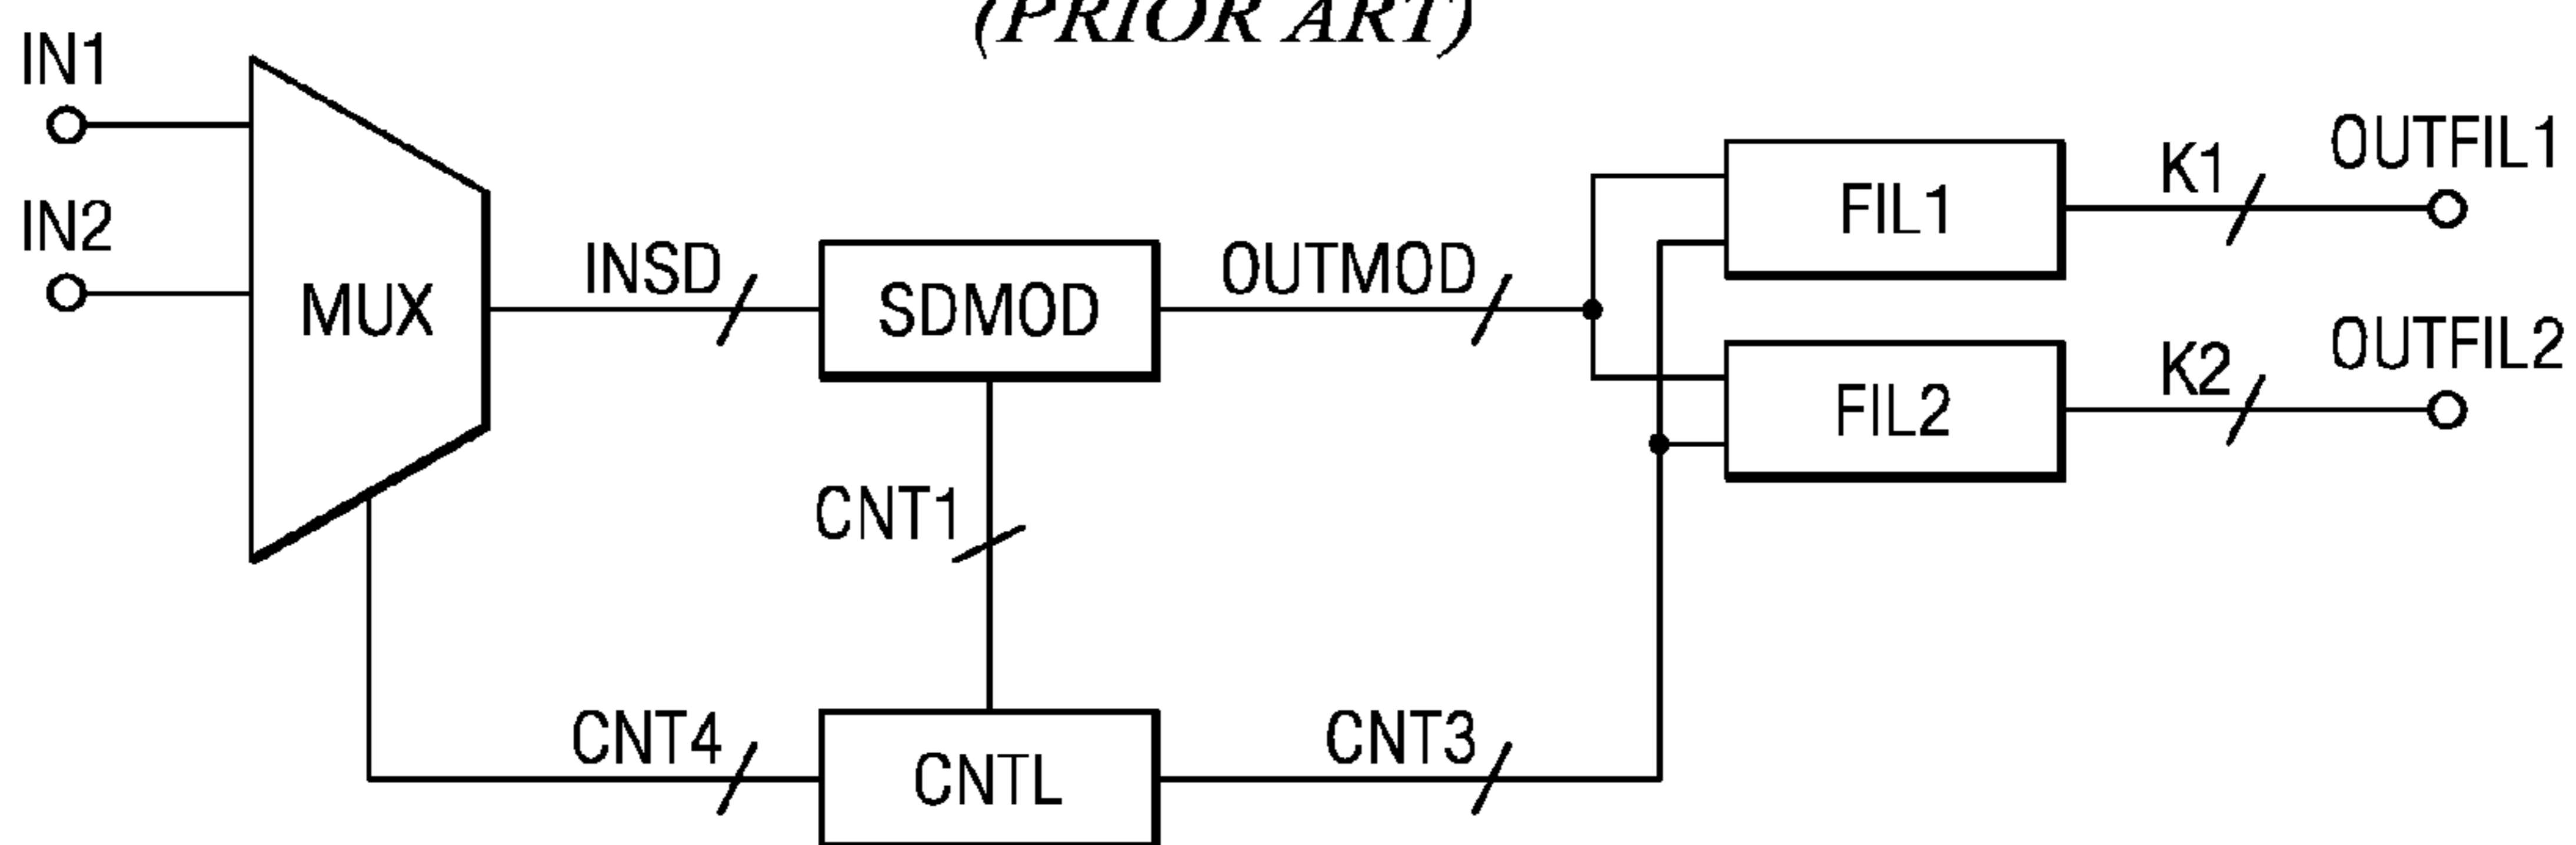 (PRIOR ART)
IN1
IN2
MUX
INSD
SDMOD
OUTMOD
FIL1
K1
OUTFIL1
FIL2
K2
OUTFIL2
CNT1
CNT4
CNTL
CNT3